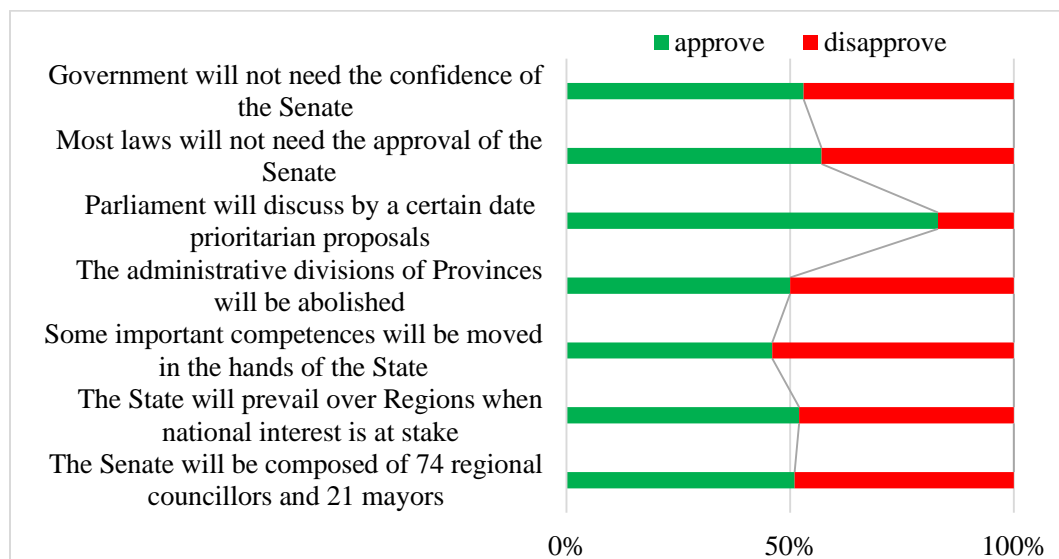 approve disapprove
Government will not need the confidence of
the Senate
Most laws will not need the approval of the
Senate
Parliament will discuss by a certain date
prioritarian proposals
The administrative divisions of Provinces
will be abolished
Some important competences will be moved
in the hands of the State
The State will prevail over Regions when
national interest is at stake
The Senate will be composed of 74 regional
councillors and 21 mayors
0% 50% 100%